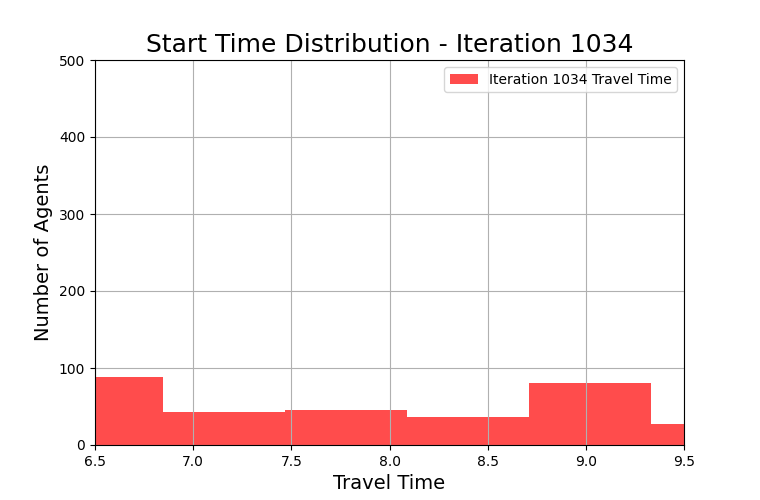 Start Time Distribution - Iteration 1034
Iteration 1034 Travel Time
Number of Agents
500
400
300
200
100
0
6.5 7.0 7.5 8.0 8.5 9.0 9.5
Travel Time